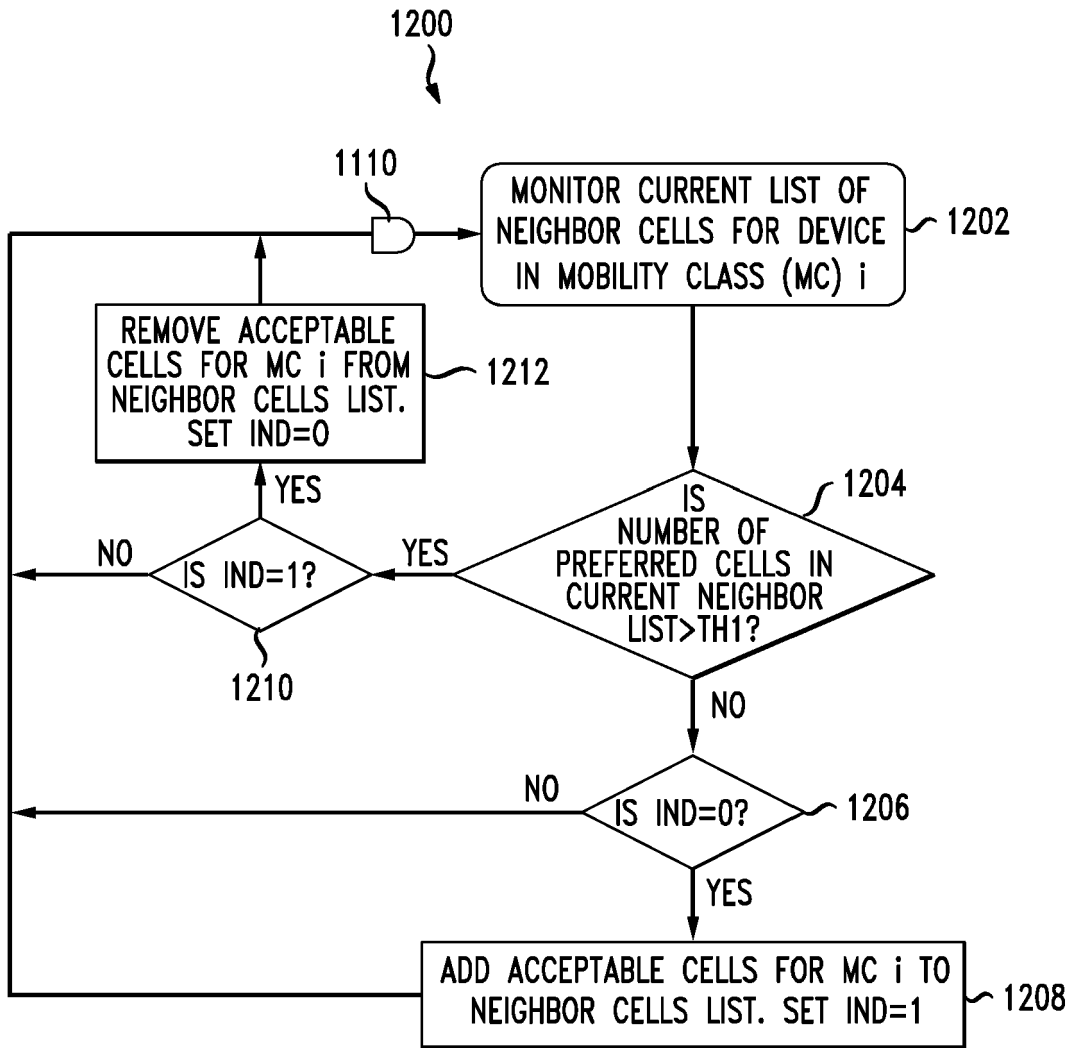 1200
1110
MONITOR CURRENT LIST OF
NEIGHBOR CELLS FOR DEVICE
IN MOBILITY CLASS (MC) i
1202
REMOVE ACCEPTABLE
CELLS FOR MC i FROM
NEIGHBOR CELLS LIST.
SET IND=0
1212
YES
IS
NUMBER OF
PREFERRED CELLS IN
CURRENT NEIGHBOR
LIST>TH1?
1204
NO
IS IND=1?
YES
1210
NO
NO
IS IND=0?
1206
YES
ADD ACCEPTABLE CELLS FOR MC i TO
NEIGHBOR CELLS LIST. SET IND=1
1208